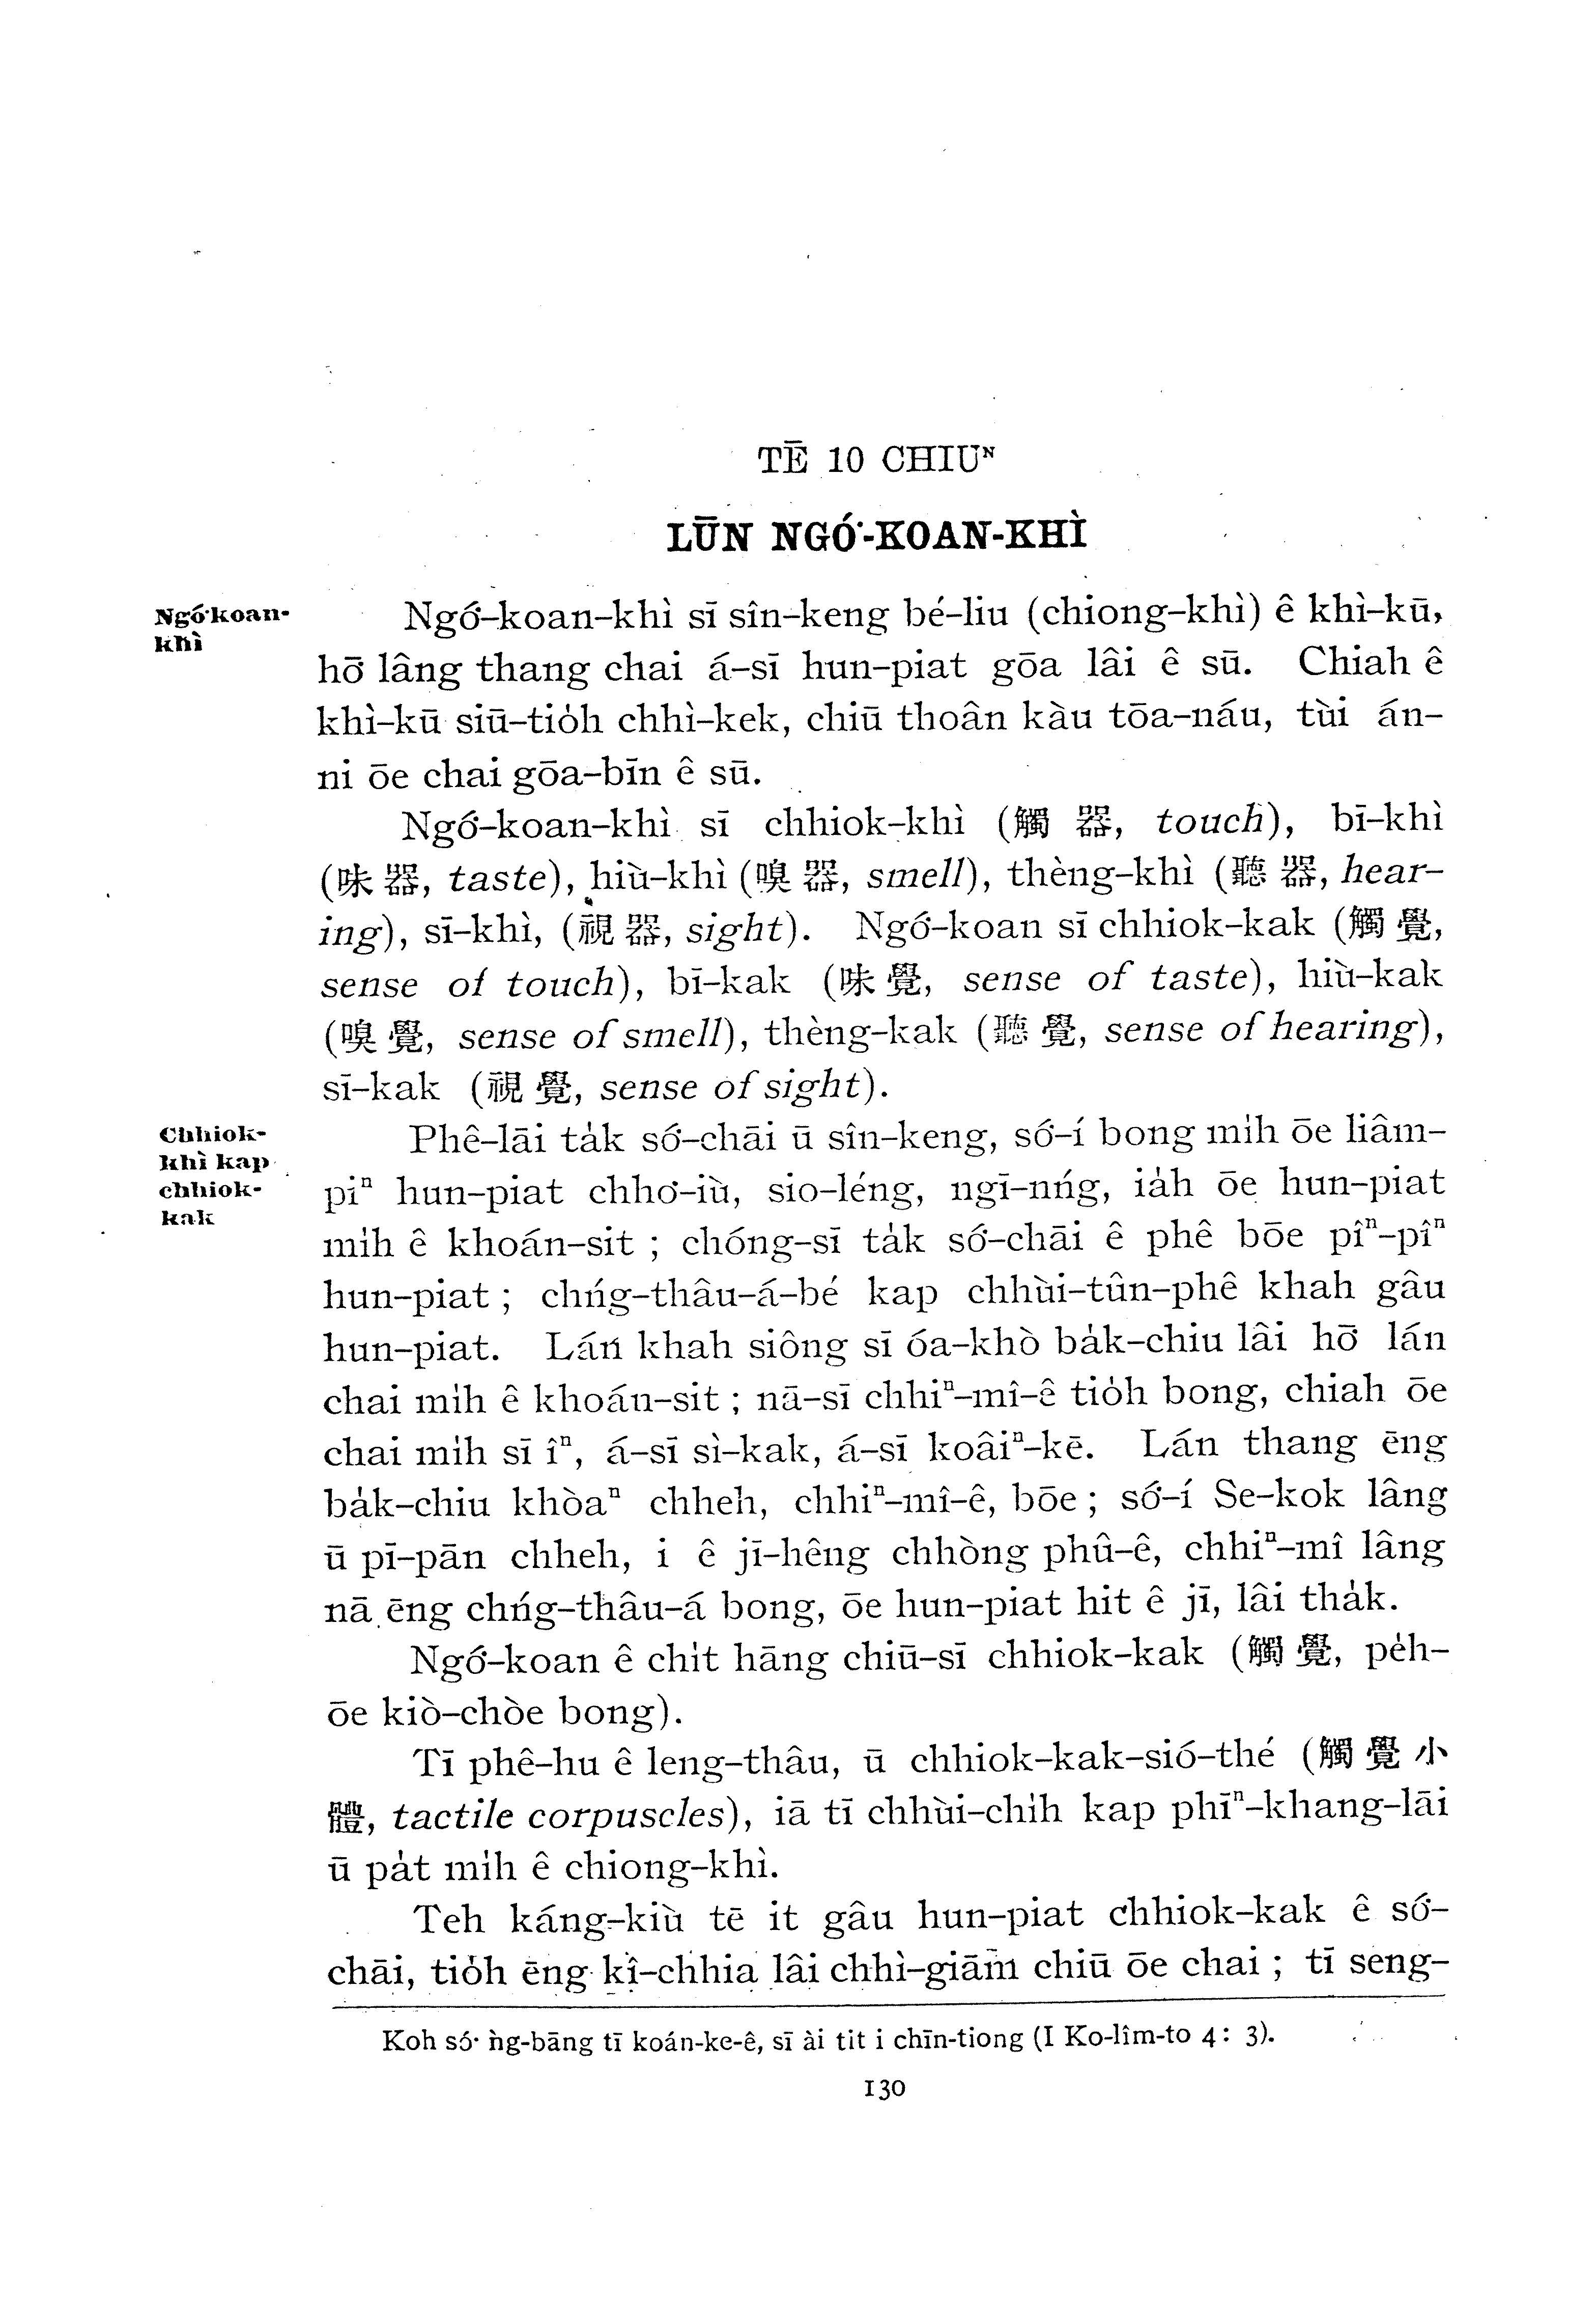 TĒ 10 CHIUᴺ
LŪN NGÓ͘-KOAN-KHÌ
Ngó͘-koan-
khì
Ngó͘-koan-khì sī sîn-keng bé-liu (chiong-khì) ê khì-kū,
hō͘ lâng thang chai á-sī hun-piat gōa lâi ê sū. Chiah ê
khì-kū siū-tio̍h chhì-kek, chiū thoân kàu tōa-náu, tùi án-
ni ōe chai gōa-bīn ê sū.
Ngó͘-koan-khì sī chhiok-khì (觸器, touch), bī-khì
(味器, taste), hiù-khì (嗅器, smell), thèng-khì (聽器, hear-
ing), sī-khì, (視器, sight). Ngó͘-koan sī chhiok-kak (觸覺,
sense of touch), bī-kak (味覺, sense of taste), hiù-kak
(嗅覺, sense of smell), thèng-kak (聽覺, sense of hearing),
sī-kak (視覺, sense of sight).
Chhiok-
khì kap
chhiok-
kak
Phê-lāi ta̍k só͘-chāi ū sîn-keng, só͘-í bong mi̍h ōe liâm-
piⁿ hun-piat chho͘-iù, sio-léng, ngī-nńg, ia̍h ōe hun-piat
mi̍h ê khoán-sit ; chóng-sī ta̍k só͘-chāi ê phê bōe pîⁿ-pîⁿ
hun-piat ; chńg-thâu-á-bé kap chhùi-tûn-phê khah gâu
hun-piat. Lán khah siông sī óa-khò ba̍k-chiu lâi hō͘ lán
chai mi̍h ê khoán-sit ; nā-sī chhiⁿ-mî-ê tio̍h bong, chiah ōe
chai mi̍h sī îⁿ, á-sī sì-kak, á-sī koâiⁿ-kē. Lán thang ēng
ba̍k-chiu khòaⁿ chheh, chhiⁿ-mî-ê, bōe ; só͘-í Se-kok lâng
ū pī-pān chheh, i ê jī-hêng chhòng phû-ê, chhiⁿ-mî lâng
nā ēng chńg-thâu-á bong, ōe hun-piat hit ê jī, lâi tha̍k.
Ngó͘-koan ê chi̍t hāng chiū-sī chhiok-kak (觸覺, pe̍h-
ōe kiò-chòe bong).
Tī phê-hu ê leng-thâu, ū chhiok-kak-sió-thé (觸覺小
體, tactile corpuscles), iā tī chhùi-chi̍h kap phīⁿ-khang-lāi
ū pa̍t mi̍h ê chiong-khì.
Teh káng-kiù tē it gâu hun-piat chhiok-kak ê só͘-
chāi, tio̍h ēng kî-chhia lâi chhì-giām chiū ōe chai ; tī seng-
Koh só͘ ǹg-bāng tī koán-ke-ê, sī ài tit i chīn-tiong (I Ko-lîm-to 4: 3).
130